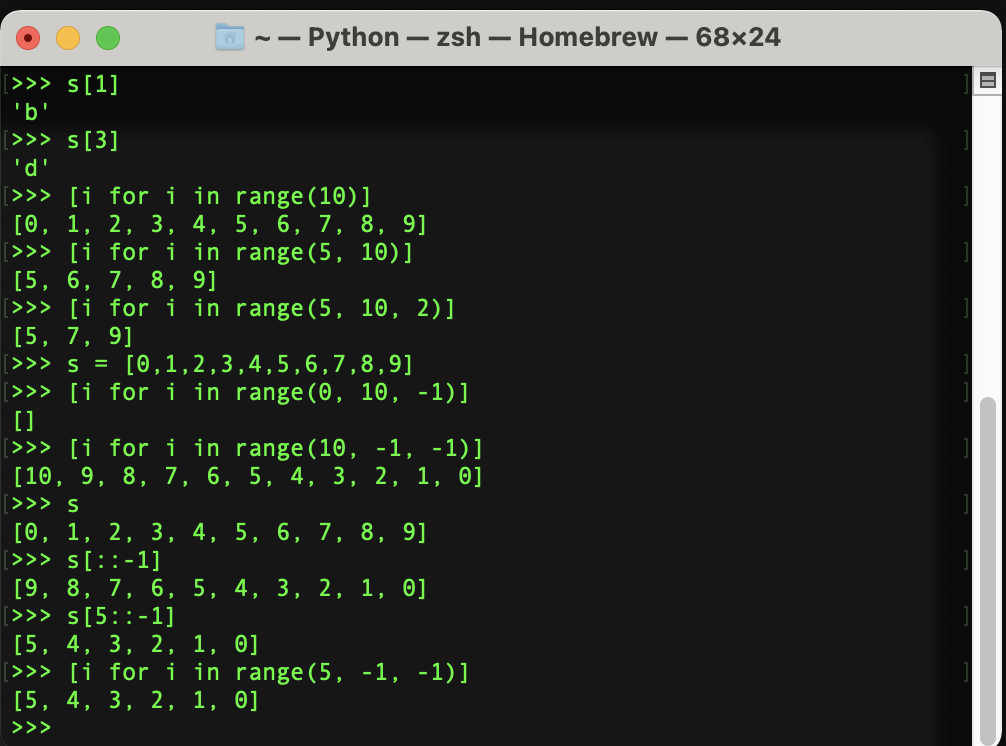 ~ — Python — zsh — Homebrew — 68×24
>>> s[1]
'b'
>>> s[3]
'd'
>>> [i for i in range(10)]
[0, 1, 2, 3, 4, 5, 6, 7, 8, 9]
>>> [i for i in range(5, 10)]
[5, 6, 7, 8, 9]
>>> [i for i in range(5, 10, 2)]
[5, 7, 9]
>>> s = [0,1,2,3,4,5,6,7,8,9]
>>> [i for i in range(0, 10, -1)]
[]
>>> [i for i in range(10, -1, -1)]
[10, 9, 8, 7, 6, 5, 4, 3, 2, 1, 0]
>>> s
[0, 1, 2, 3, 4, 5, 6, 7, 8, 9]
>>> s[::-1]
[9, 8, 7, 6, 5, 4, 3, 2, 1, 0]
>>> s[5::-1]
[5, 4, 3, 2, 1, 0]
>>> [i for i in range(5, -1, -1)]
[5, 4, 3, 2, 1, 0]
>>>